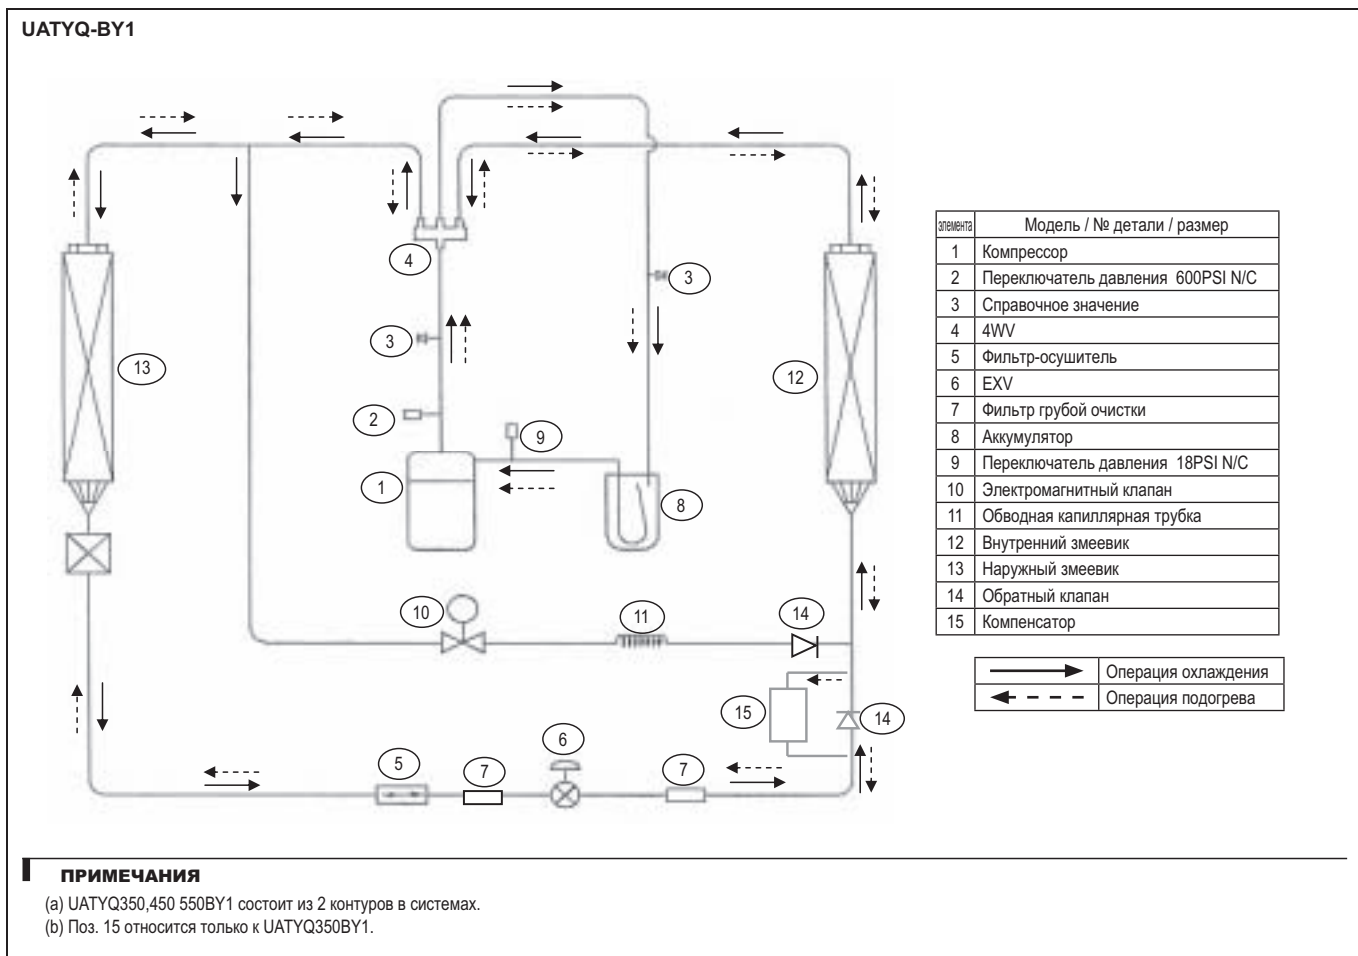 UATYQ-BY1
4
3
3
13
12
2
9
1
8
10
11
14
15
14
6
5
7
7
элемента Модель / № детали / размер
1 Компрессор
2 Переключатель давления 600PSI N/C
3 Справочное значение
4 4WV
5 Фильтр-осушитель
6 EXV
7 Фильтр грубой очистки
8 Аккумулятор
9 Переключатель давления 18PSI N/C
10 Электромагнитный клапан
11 Обводная капиллярная трубка
12 Внутренний змеевик
13 Наружный змеевик
14 Обратный клапан
15 Компенсатор
Операция охлаждения
Операция подогрева
ПРИМЕЧАНИЯ
(a) UATYQ350,450 550BY1 состоит из 2 контуров в системах.
(b) Поз. 15 относится только к UATYQ350BY1.